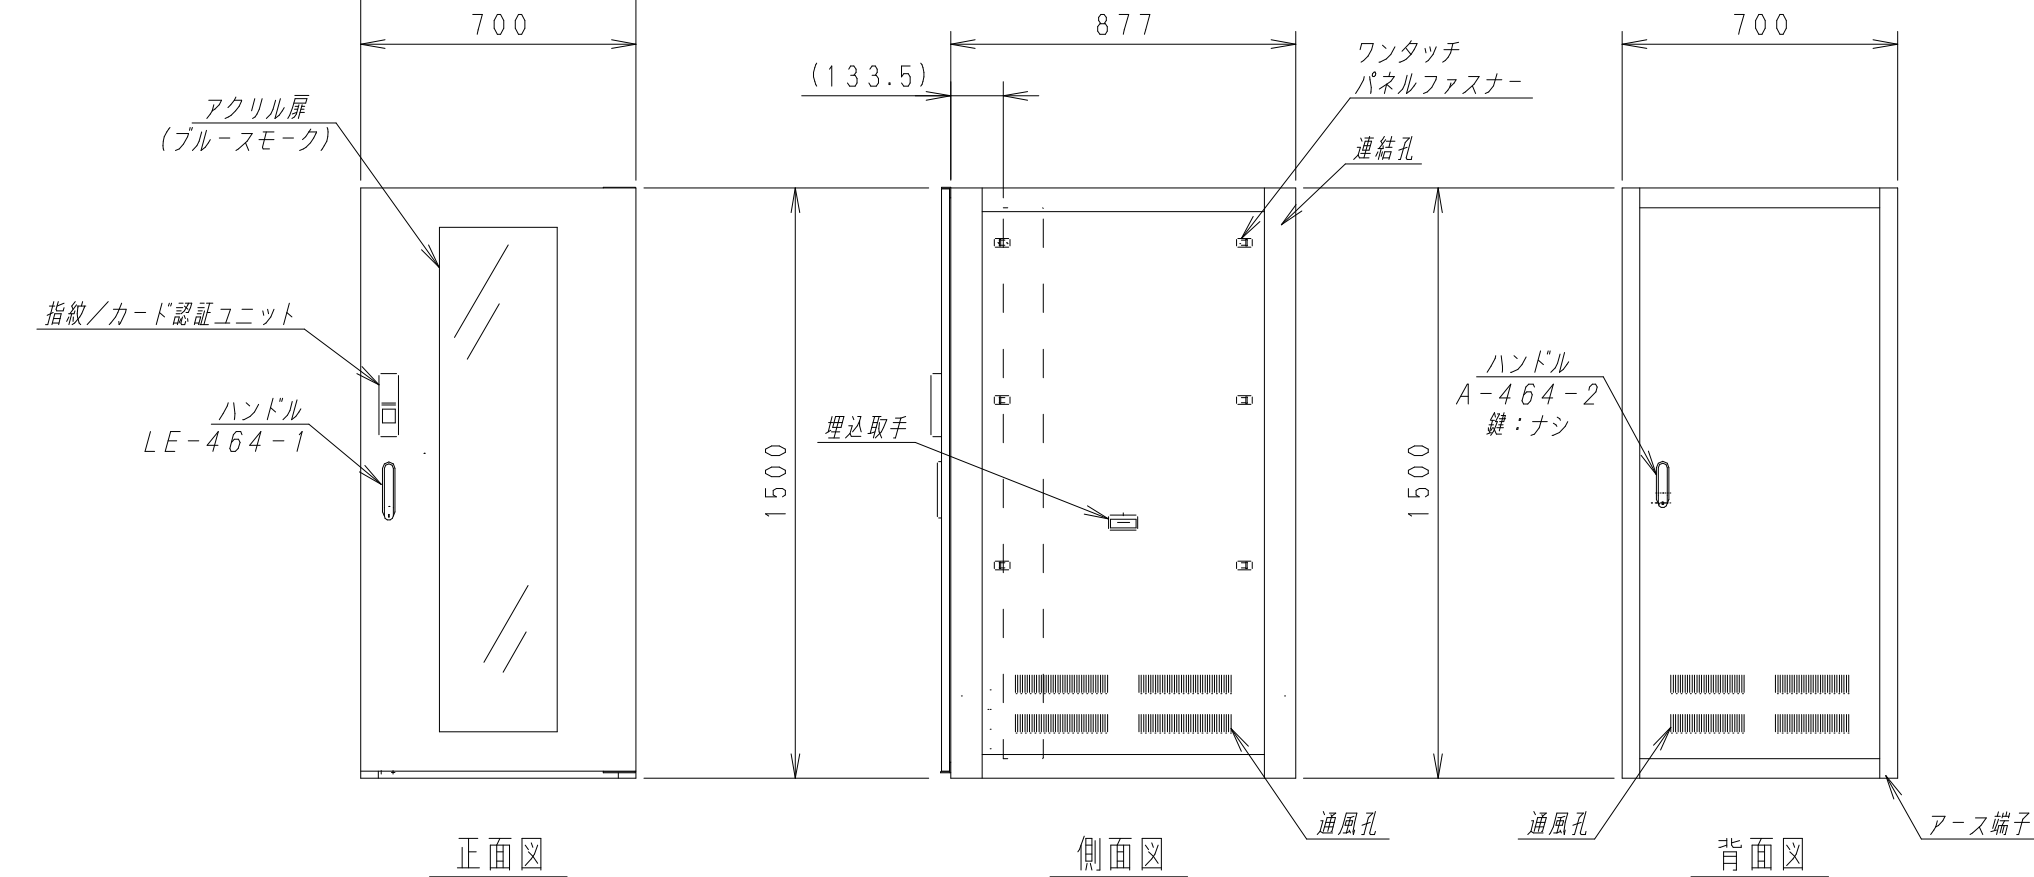 700
877
700
(133.5)
ワンタッチ
パネルファスナー
アクリル扉
(ブルースモーク)
連結孔
指紋／カード認証ユニット
ハンドル
LE-464-1
埋込取手
1500
1500
ハンドル
A-464-2
鍵：ナシ
通風孔
通風孔
アース端子
正面図
側面図
背面図